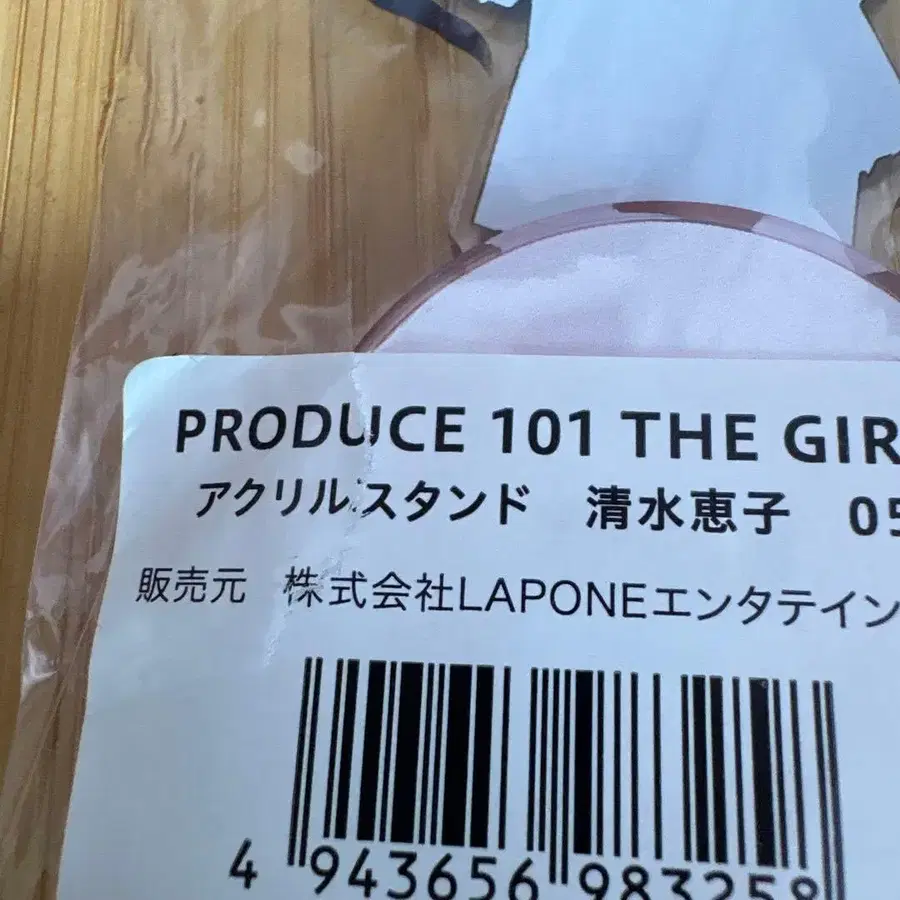 PRODUCE 101 THE GIR
アクリルスタンド 清水恵子 05
販売元 株式会社LAPONEエンタテイン
4 943656 983258